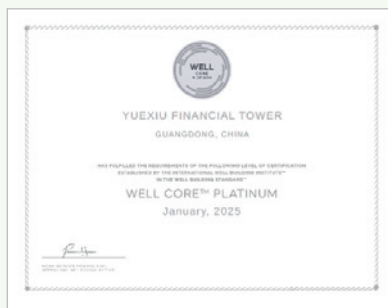 WELL
CORE
YUEXIU FINANCIAL TOWER
GUANGDONG, CHINA
HAS FULFILLED THE REQUIREMENTS OF THE FOLLOWING LEVEL OF CERTIFICATION
ESTABLISHED BY THE INTERNATIONAL WELL BUILDING INSTITUTE™
IN THE WELL BUILDING STANDARD™
WELL CORE™ PLATINUM
January, 2025